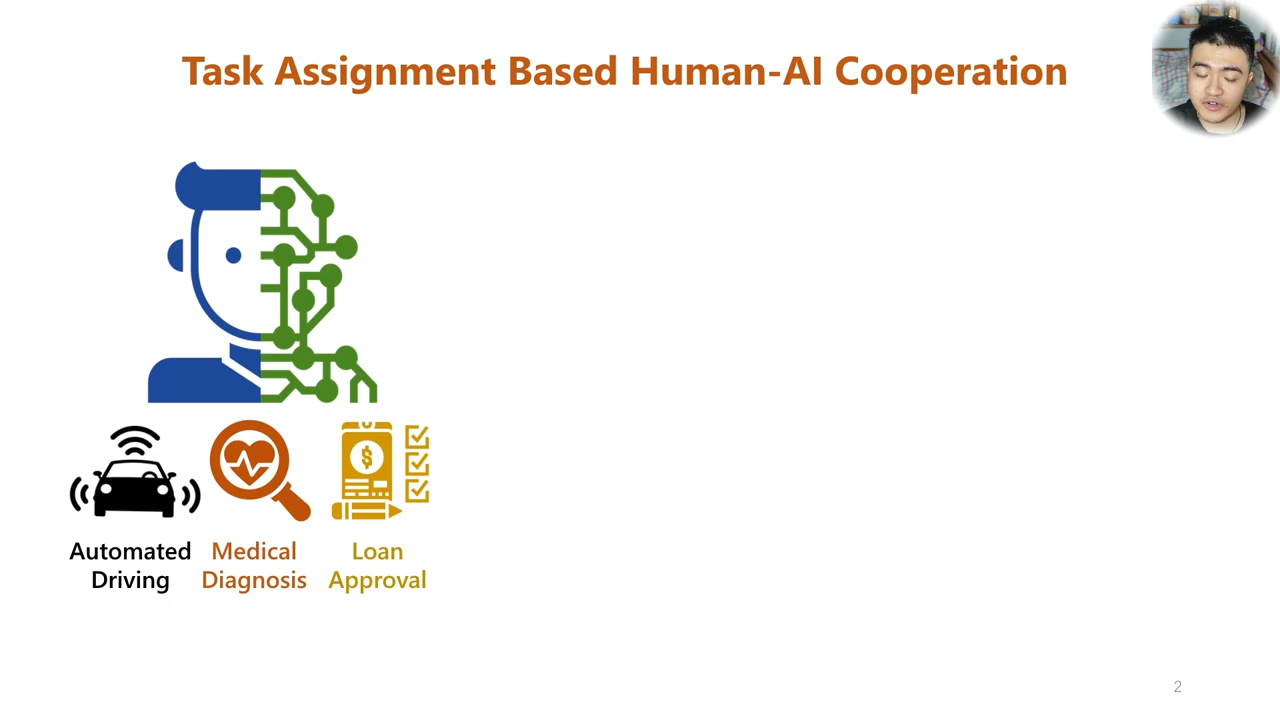 Task Assignment Based Human-AI Cooperation
$
Automated
Driving
Medical
Diagnosis
Loan
Approval
2